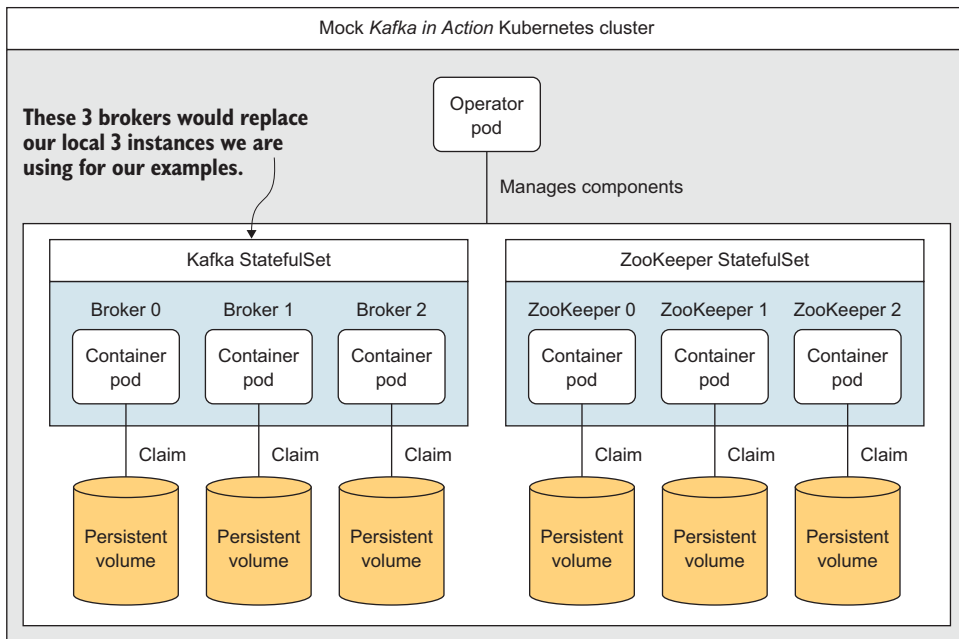 Mock Kafka in Action Kubernetes cluster
Operator
pod
These 3 brokers would replace
our local 3 instances we are
using for our examples.
Manages components
Kafka StatefulSet
Broker 0 Broker 1 Broker 2
Container Container Container
pod pod pod
Claim Claim Claim
Persistent Persistent Persistent
volume volume volume
ZooKeeper StatefulSet
ZooKeeper 0 ZooKeeper 1 ZooKeeper 2
Container Container Container
pod pod pod
Claim Claim Claim
Persistent Persistent Persistent
volume volume volume